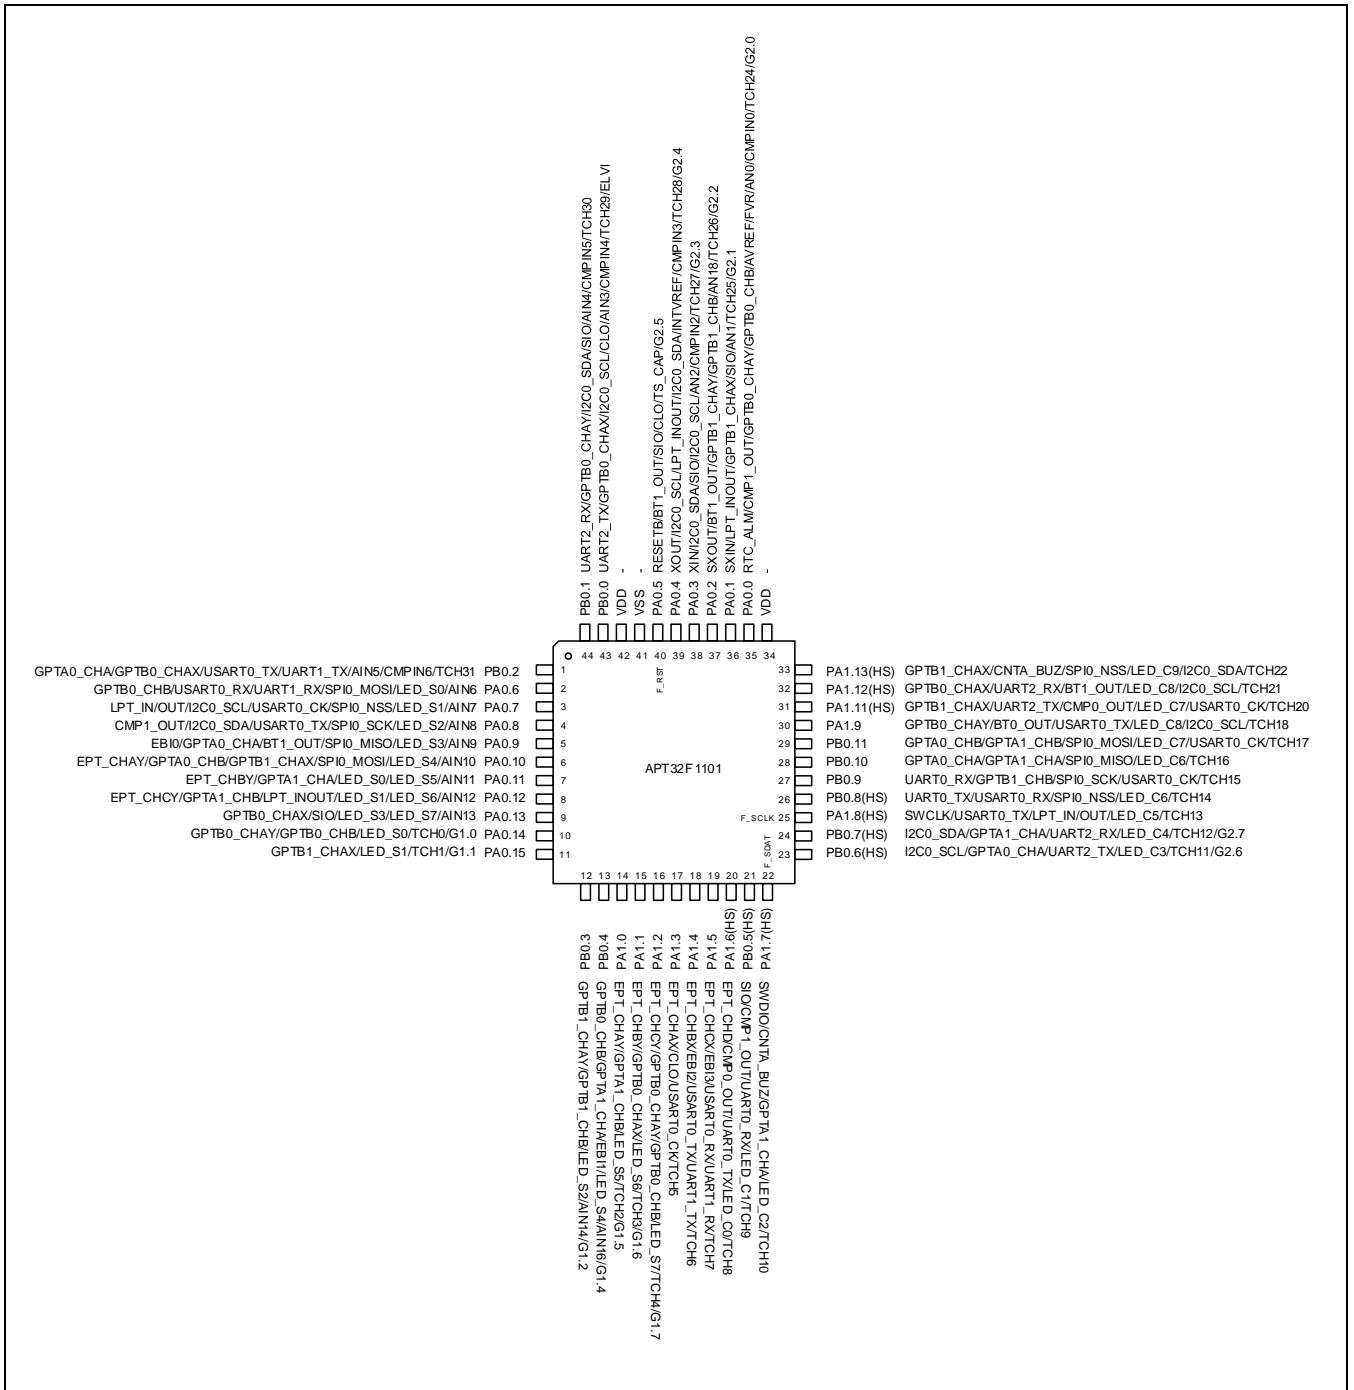 PB0.1 UART2_RX/GPTB0_CHAY/I2C0_SDA/SIO/AIN4/CMPIN5/TCH30
PB0.0 UART2_TX/GPTB0_CHAX/I2C0_SCL/CLO/AIN3/CMPIN4/TCH29/ELVI
VDD -
VSS -
PA0.5 RESETB/BT1_OUT/SIO/CLO/TS_CAP/G2.5
PA0.4 XOUT/I2C0_SCL/LPT_INOUT/I2C0_SDA/INTVREF/CMPIN3/TCH28/G2.4
PA0.3 XIN/I2C0_SDA/SIO/I2C0_SCL/AN2/CMPIN2/TCH27/G2.3
PA0.2 SXOUT/BT1_OUT/GPTB1_CHAY/GPTB1_CHB/AN18/TCH26/G2.2
PA0.1 SXIN/LPT_INOUT/GPTB1_CHAX/SIO/AN1/TCH25/G2.1
PA0.0 RTC_ALM/CMP1_OUT/GPTB0_CHAY/GPTB0_CHB/AVREF/FVR/AN0/CMPIN0/TCH24/G2.0
VDD -
44 43 42 41 40 39 38 37 36 35 34
F_RST
GPTA0_CHA/GPTB0_CHAX/USART0_TX/UART1_TX/AIN5/CMPIN6/TCH31 PB0.2 1
GPTB0_CHB/USART0_RX/UART1_RX/SPI0_MOSI/LED_S0/AIN6 PA0.6 2
LPT_IN/OUT/I2C0_SCL/USART0_CK/SPI0_NSS/LED_S1/AIN7 PA0.7 3
CMP1_OUT/I2C0_SDA/USART0_TX/SPI0_SCK/LED_S2/AIN8 PA0.8 4
EBI0/GPTA0_CHA/BT1_OUT/SPI0_MISO/LED_S3/AIN9 PA0.9 5
EPT_CHAY/GPTA0_CHB/GPTB1_CHAX/SPI0_MOSI/LED_S4/AIN10 PA0.10 6
EPT_CHBY/GPTA1_CHA/LED_S0/LED_S5/AIN11 PA0.11 7
EPT_CHCY/GPTA1_CHB/LPT_INOUT/LED_S1/LED_S6/AIN12 PA0.12 8
GPTB0_CHAX/SIO/LED_S3/LED_S7/AIN13 PA0.13 9
GPTB0_CHAY/GPTB0_CHB/LED_S0/TCH0/G1.0 PA0.14 10
GPTB1_CHAX/LED_S1/TCH1/G1.1 PA0.15 11
APT32F1101
33 PA1.13(HS) GPTB1_CHAX/CNTA_BUZ/SPI0_NSS/LED_C9/I2C0_SDA/TCH22
32 PA1.12(HS) GPTB0_CHAX/UART2_RX/BT1_OUT/LED_C8/I2C0_SCL/TCH21
31 PA1.11(HS) GPTB1_CHAX/UART2_TX/CMP0_OUT/LED_C7/USART0_CK/TCH20
30 PA1.9 GPTB0_CHAY/BT0_OUT/USART0_TX/LED_C8/I2C0_SCL/TCH18
29 PB0.11 GPTA0_CHB/GPTA1_CHB/SPI0_MOSI/LED_C7/USART0_CK/TCH17
28 PB0.10 GPTA0_CHA/GPTA1_CHA/SPI0_MISO/LED_C6/TCH16
27 PB0.9 UART0_RX/GPTB1_CHB/SPI0_SCK/USART0_CK/TCH15
26 PB0.8(HS) UART0_TX/USART0_RX/SPI0_NSS/LED_C6/TCH14
F_SCLK 25 PA1.8(HS) SWCLK/USART0_TX/LPT_IN/OUT/LED_C5/TCH13
24 PB0.7(HS) I2C0_SDA/GPTA1_CHA/UART2_RX/LED_C4/TCH12/G2.7
23 PB0.6(HS) I2C0_SCL/GPTA0_CHA/UART2_TX/LED_C3/TCH11/G2.6
F_SDAT
12 13 14 15 16 17 18 19 20 21 22
PB0.3 GPTB1_CHAY/GPTB1_CHB/LED_S2/AIN14/G1.2
PB0.4 GPTB0_CHB/GPTA1_CHA/EBI1/LED_S4/AIN16/G1.4
PA1.0 EPT_CHAY/GPTA1_CHB/LED_S5/TCH2/G1.5
PA1.1 EPT_CHBY/GPTB0_CHAX/LED_S6/TCH3/G1.6
PA1.2 EPT_CHCY/GPTB0_CHAY/GPTB0_CHB/LED_S7/TCH4/G1.7
PA1.3 EPT_CHAX/CLO/USART0_CK/TCH5
PA1.4 EPT_CHBX/EBI2/USART0_TX/UART1_TX/TCH6
PA1.5 EPT_CHCX/EBI3/USART0_RX/UART1_RX/TCH7
PA1.6(HS) EPT_CHD/CMP0_OUT/UART0_TX/LED_C0/TCH8
PB0.5(HS) SIO/CMP1_OUT/UART0_RX/LED_C1/TCH9
PA1.7(HS) SWDIO/CNTA_BUZ/GPTA1_CHA/LED_C2/TCH10